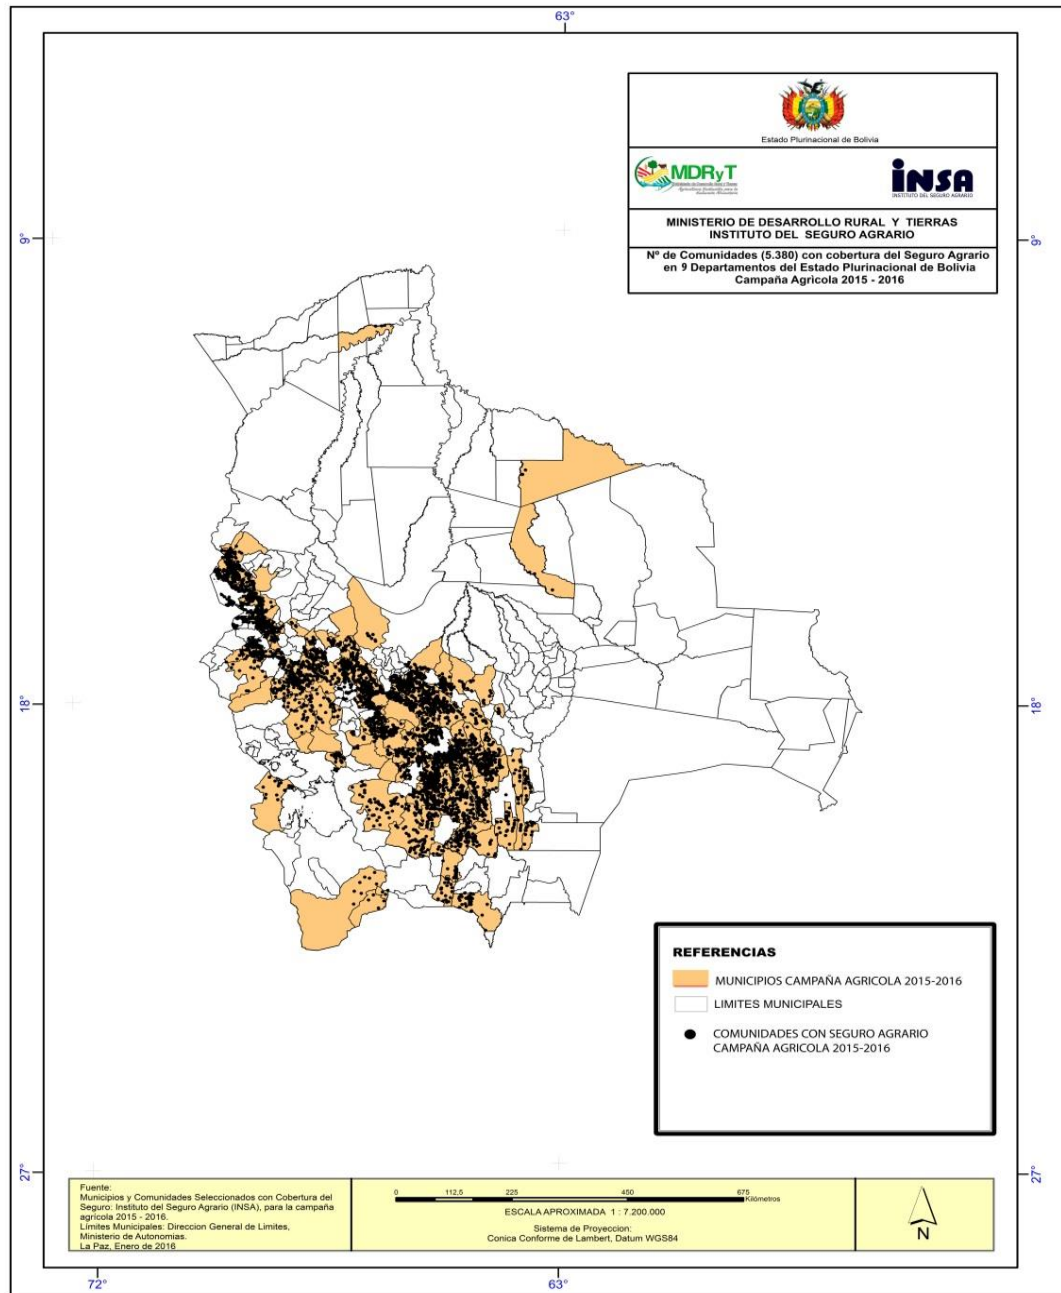 63°
Estado Plurinacional de Bolivia
MDRyT
INSA
INSTITUTO DEL SEGURO AGRARIO
MINISTERIO DE DESARROLLO RURAL Y TIERRAS
INSTITUTO DEL SEGURO AGRARIO
Nº de Comunidades (5.380) con cobertura del Seguro Agrario
en 9 Departamentos del Estado Plurinacional de Bolivia
Campaña Agrìcola 2015 - 2016
9°
9°
18°
18°
REFERENCIAS
MUNICIPIOS CAMPAÑA AGRICOLA 2015-2016
LIMITES MUNICIPALES
COMUNIDADES CON SEGURO AGRARIO
CAMPAÑA AGRICOLA 2015-2016
27°
27°
Fuente:
Municipios y Comunidades Seleccionados con Cobertura del
Seguro: Instituto del Seguro Agrario (INSA), para la campaña
agrícola 2015 - 2016.
Límites Municipales: Direccion General de Limites,
Ministerio de Autonomias.
La Paz, Enero de 2016
0 112,5 225 450 675
Kilómetros
ESCALA APROXIMADA 1 : 7.200.000
Sistema de Proyeccion:
Conica Conforme de Lambert, Datum WGS84
N
72°
63°